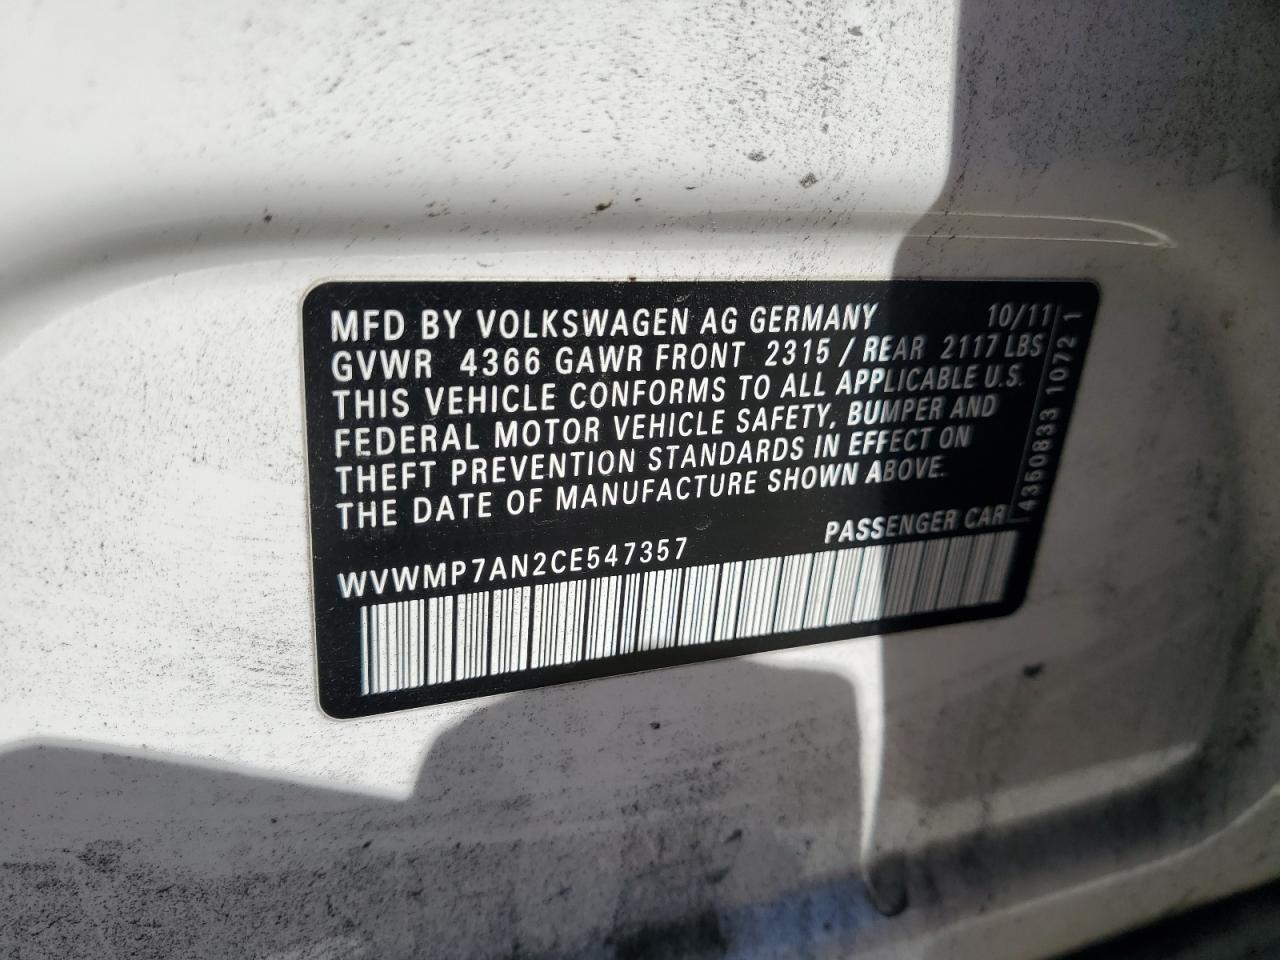 MFD BY VOLKSWAGEN AG GERMANY 10/11
GVWR 4366 GAWR FRONT 2315 / REAR 2117 LBS
THIS VEHICLE CONFORMS TO ALL APPLICABLE U.S.
FEDERAL MOTOR VEHICLE SAFETY, BUMPER AND
THEFT PREVENTION STANDARDS IN EFFECT ON
THE DATE OF MANUFACTURE SHOWN ABOVE.
WVWMP7AN2CE547357 PASSENGER CAR
4350833 1072 1